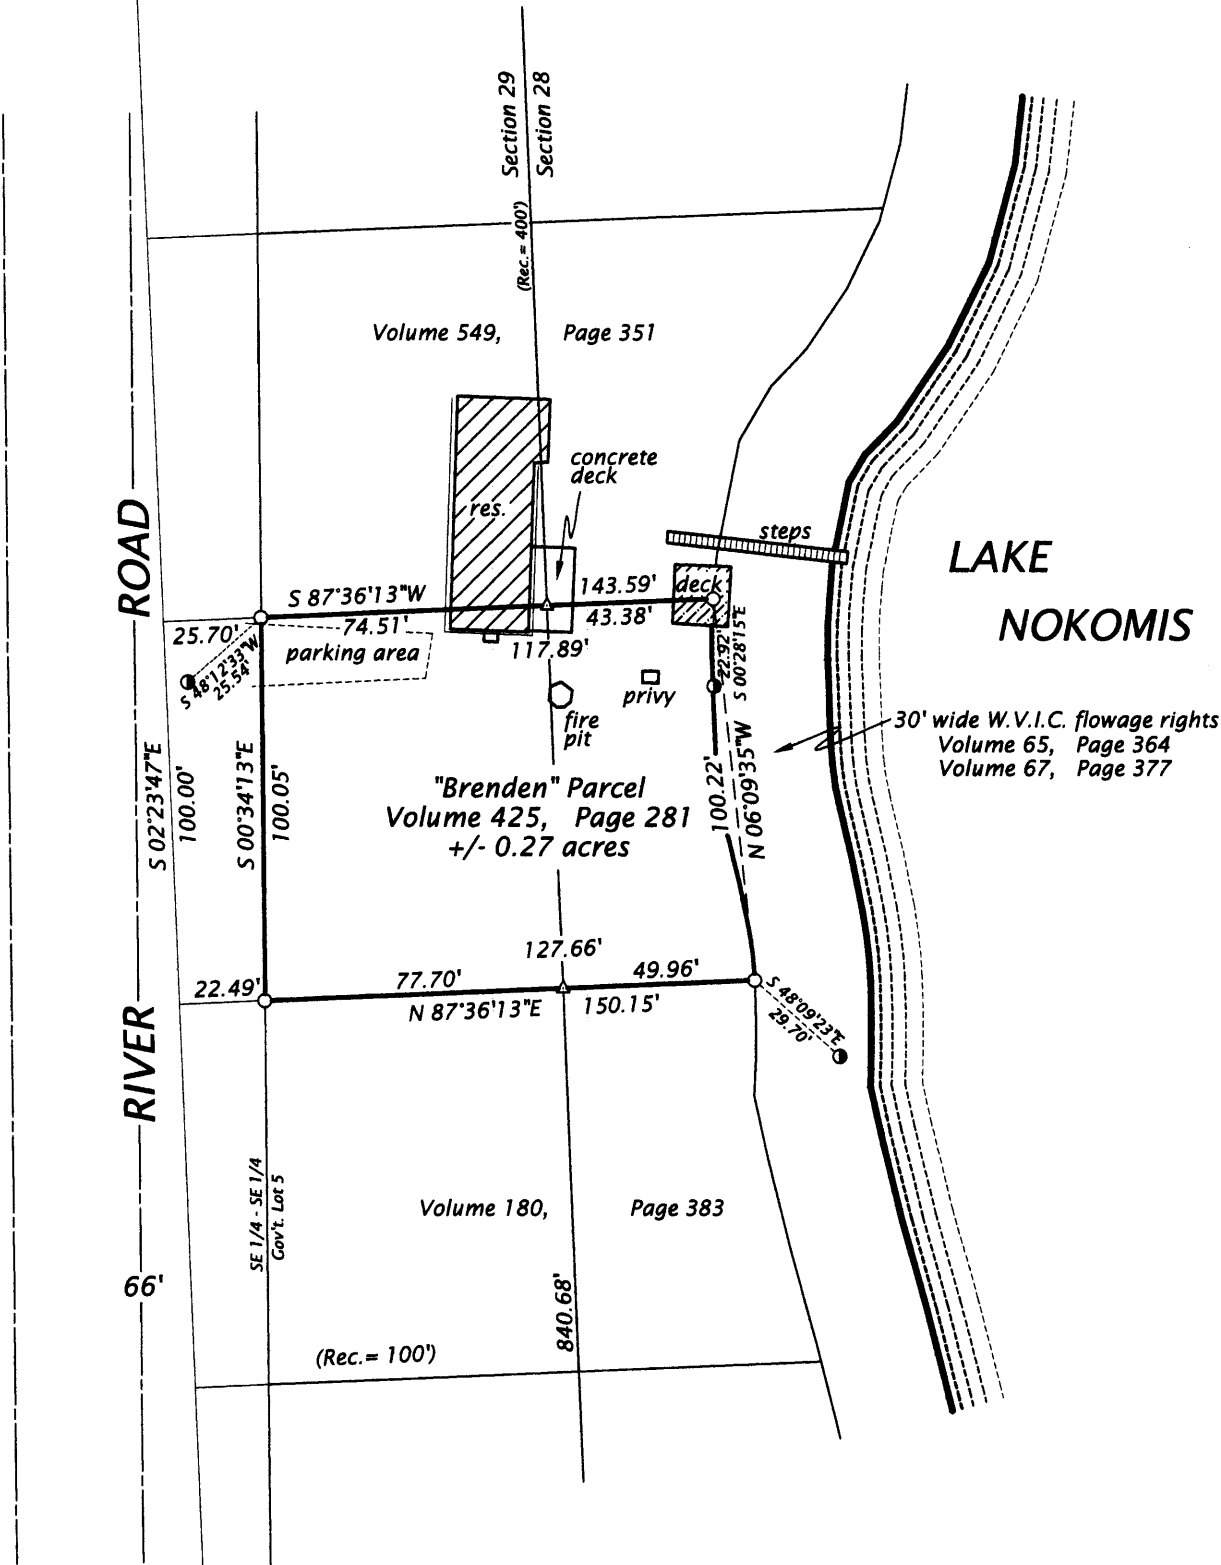 Section 29
Section 28
(Rec.= 400')
Volume 549, Page 351
concrete
deck
res.
steps
LAKE
NOKOMIS
ROAD
S 87°36'13"W
143.59'
deck
74.51'
43.38'
25.70'
parking area
117.89'
S 48°12'33"W
25.54'
22.92'
S 00°28'15"E
privy
fire
pit
30' wide W.V.I.C. flowage rights
Volume 65, Page 364
Volume 67, Page 377
S 02°23'47"E
100.00'
S 00°34'13"E
100.05'
"Brenden" Parcel
Volume 425, Page 281
+/- 0.27 acres
100.22'
N 06°09'35"W
127.66'
22.49'
77.70'
49.96'
N 87°36'13"E
150.15'
S 48°09'23"E
29.70'
RIVER
SE 1/4 - SE 1/4
Gov't. Lot 5
Volume 180, Page 383
66'
840.68'
(Rec.= 100')